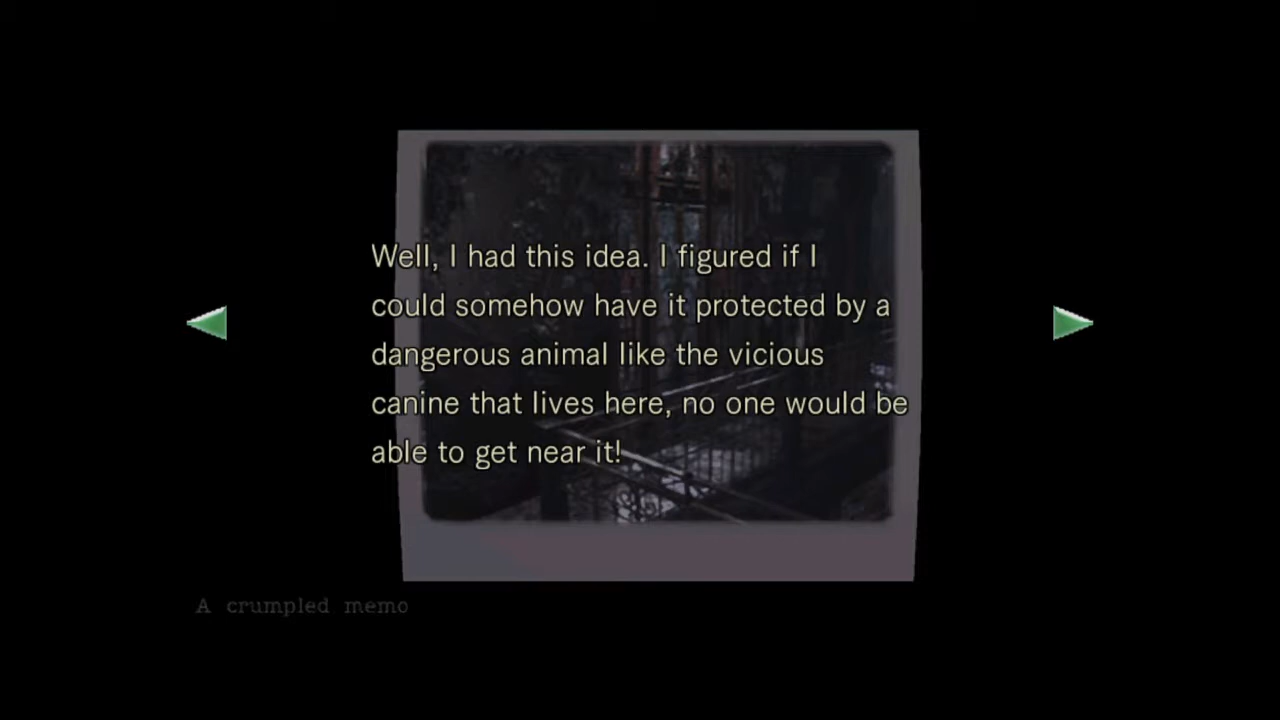 Well, I had this idea. I figured if I
could somehow have it protected by a
dangerous animal like the vicious
canine that lives here, no one would be
able to get near it!
A crumpled memo